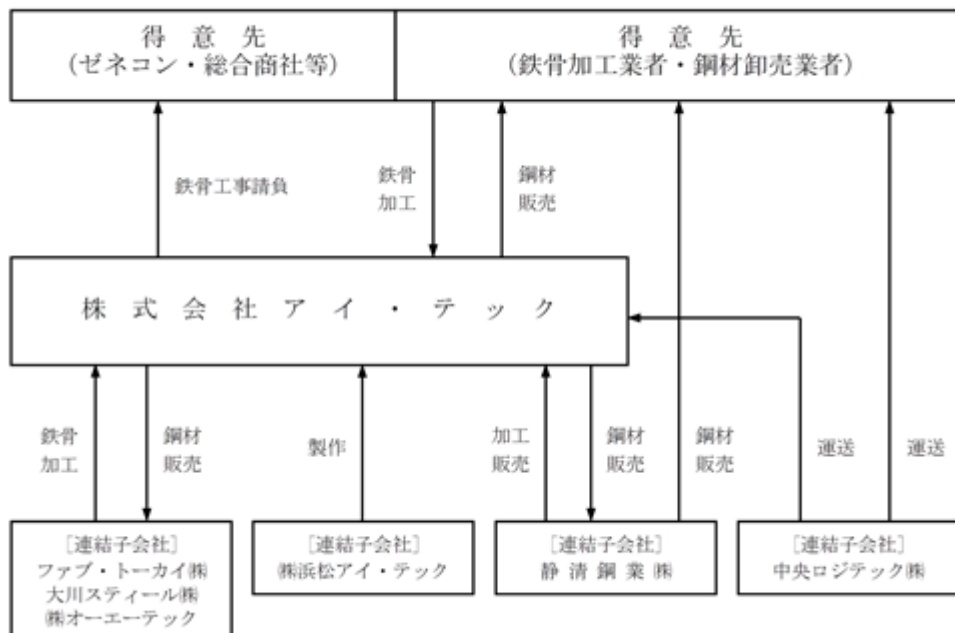 得意先
(ゼネコン・総合商社等)
得意先
(鉄骨加工業者・鋼材卸売業者)
鉄骨工事請負
鉄骨
加工
鋼材
販売
株式会社アイ・テック
鉄骨
加工
鋼材
販売
製作
加工
販売
鋼材
販売
鋼材
販売
運送
運送
[連結子会社]
ファブ・トーカイ㈱
大川スティール㈱
㈱オーエーテック
[連結子会社]
㈱浜松アイ・テック
[連結子会社]
静清鋼業㈱
[連結子会社]
中央ロジテック㈱